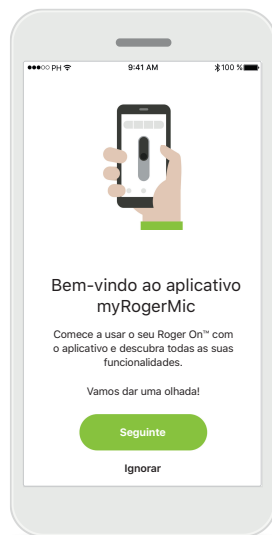 ●●●○○ PH 9:41 AM 100 %
Bem-vindo ao aplicativo
myRogerMic
Comece a usar o seu Roger On™ com
o aplicativo e descubra todas as suas
funcionalidades.
Vamos dar uma olhada!
Seguinte
Ignorar